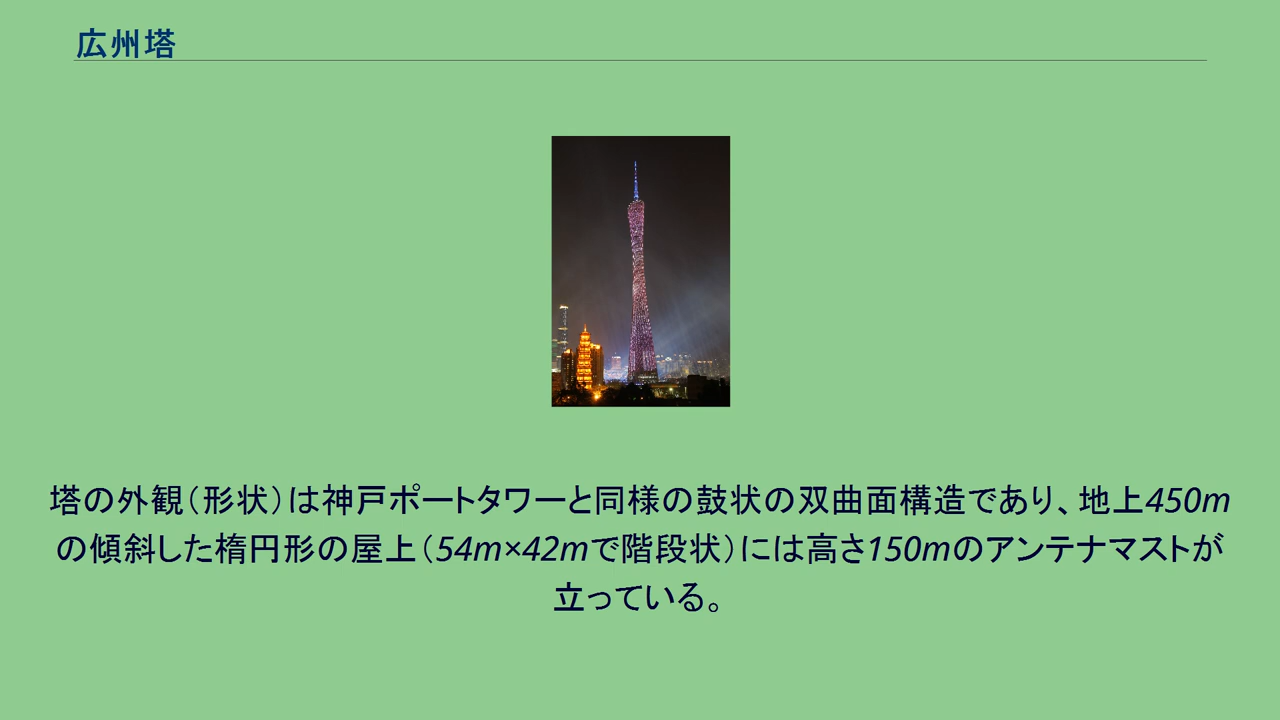 広州塔
塔の外観（形状）は神戸ポートタワーと同様の鼓状の双曲面構造であり、地上450m
の傾斜した楕円形の屋上（54m×42mで階段状）には高さ150mのアンテナマストが
立っている。